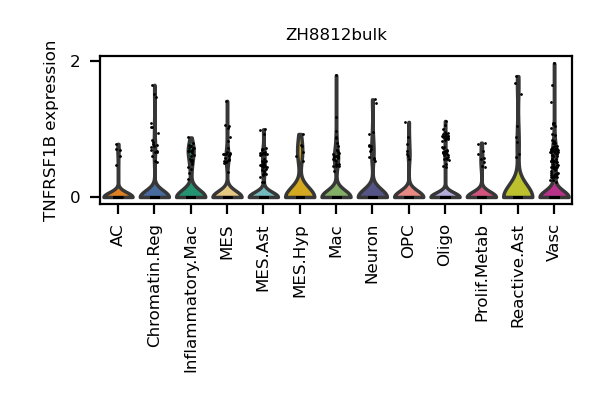 ZH8812bulk
TNFRSF1B expression
2
0
AC
Chromatin.Reg
Inflammatory.Mac
MES
MES.Ast
MES.Hyp
Mac
Neuron
OPC
Oligo
Prolif.Metab
Reactive.Ast
Vasc